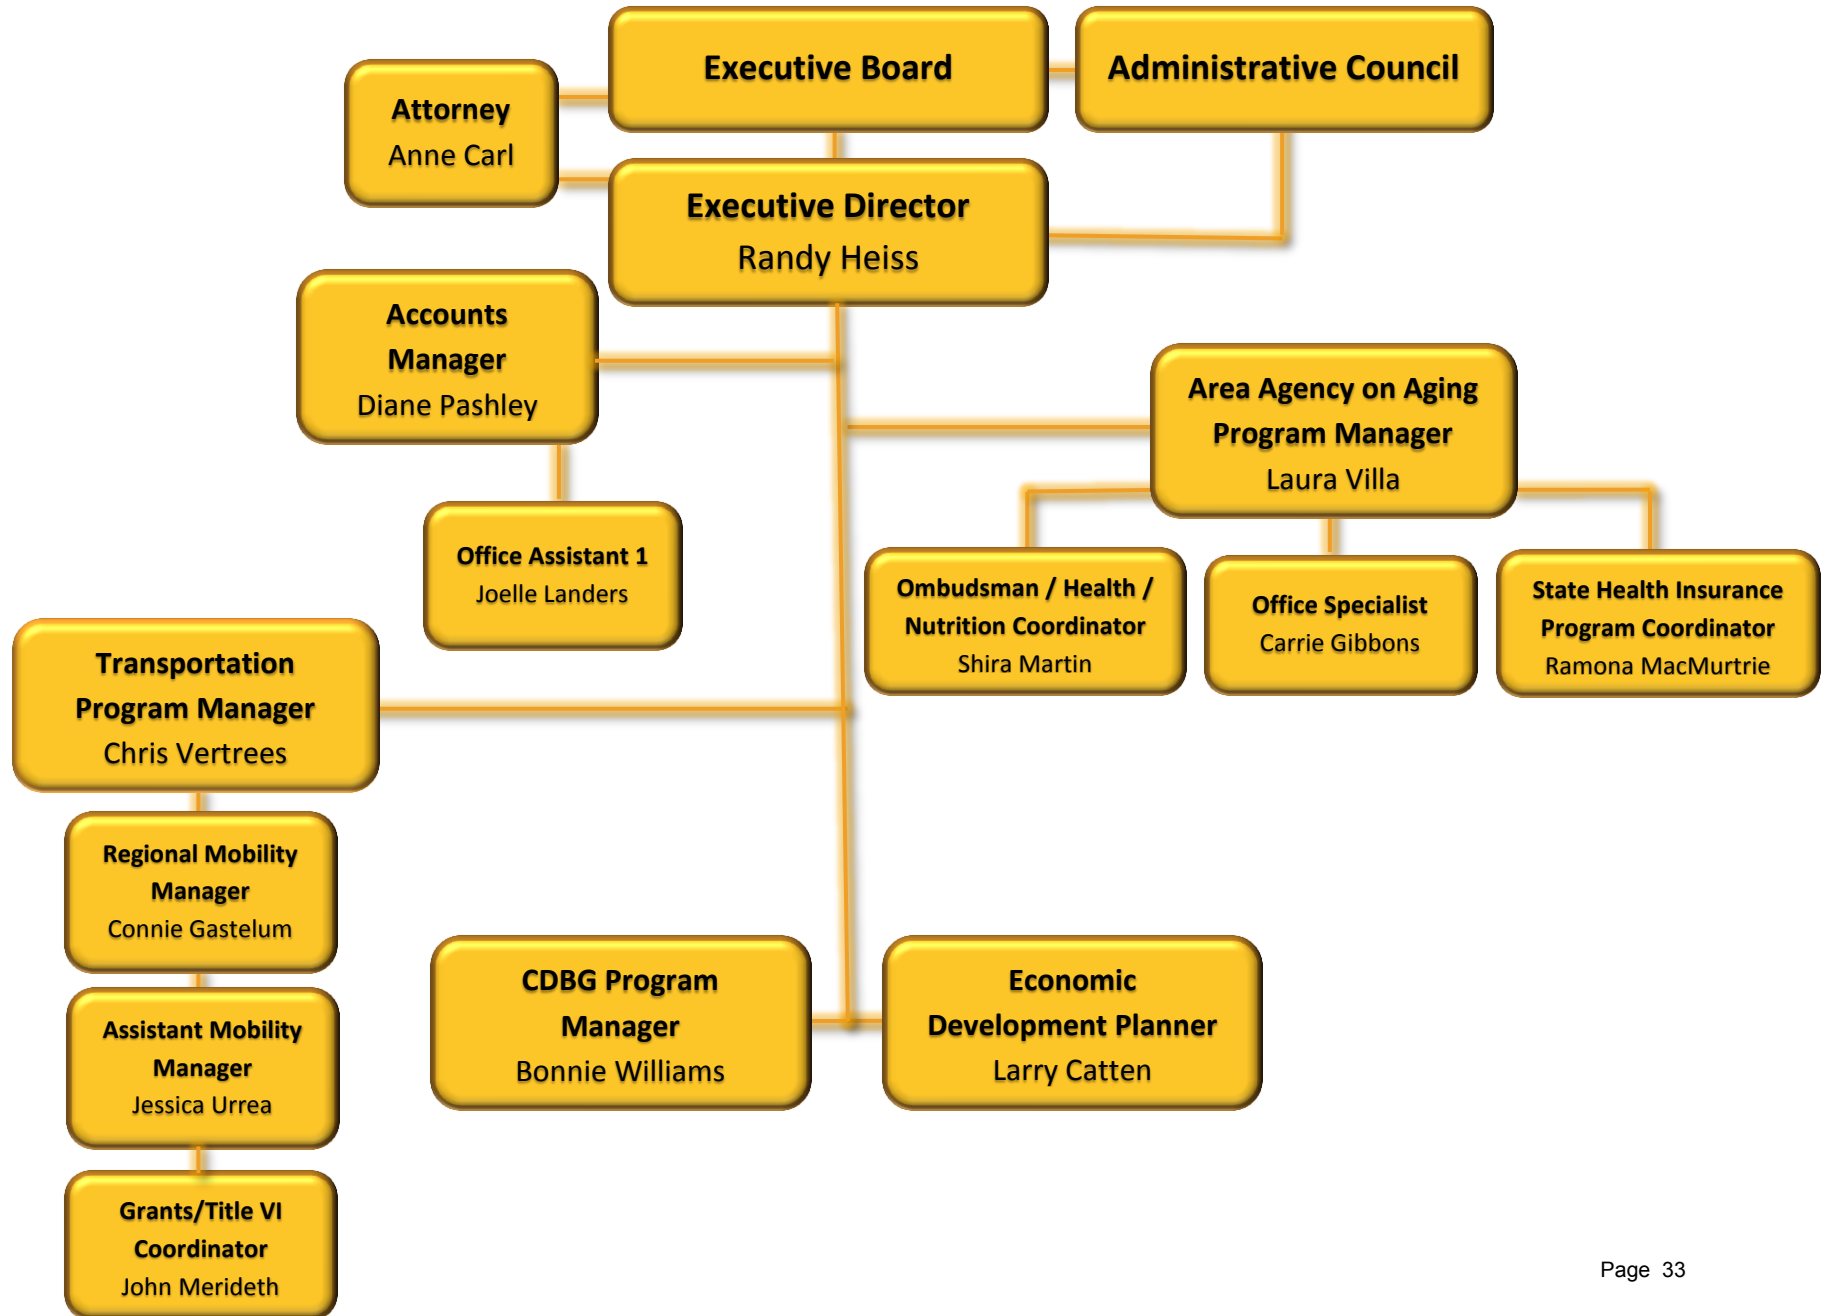 Executive Board
Administrative Council
Attorney
Anne Carl
Executive Director
Randy Heiss
Accounts
Manager
Diane Pashley
Area Agency on Aging
Program Manager
Laura Villa
Office Assistant 1
Joelle Landers
Ombudsman / Health /
Nutrition Coordinator
Shira Martin
Office Specialist
Carrie Gibbons
State Health Insurance
Program Coordinator
Ramona MacMurtrie
Transportation
Program Manager
Chris Vertrees
Regional Mobility
Manager
Connie Gastelum
CDBG Program
Manager
Bonnie Williams
Economic
Development Planner
Larry Catten
Assistant Mobility
Manager
Jessica Urrea
Grants/Title VI
Coordinator
John Merideth
Page 33